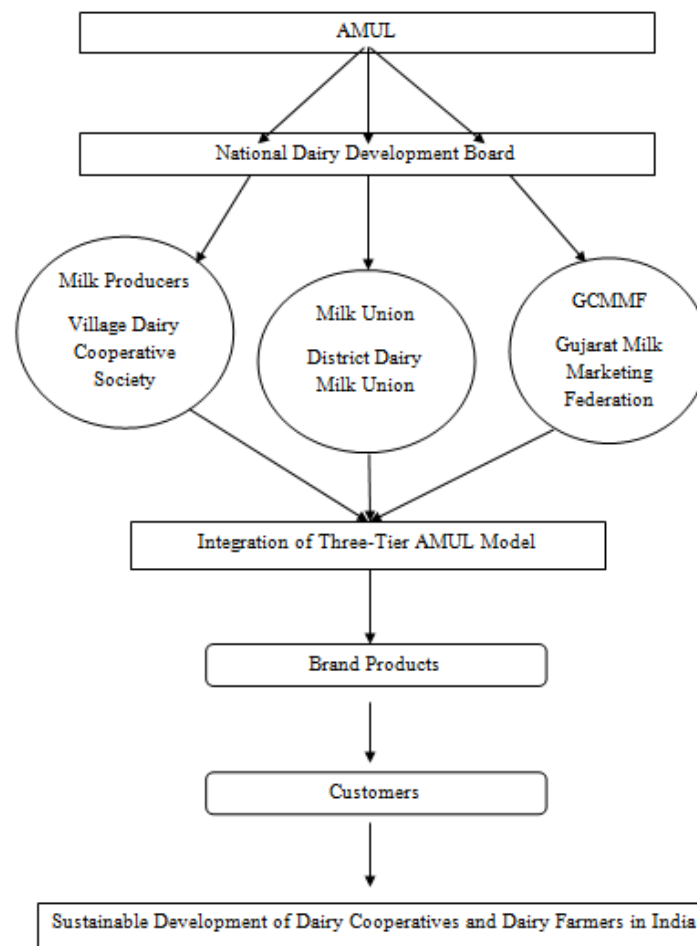 AMUL
National Dairy Development Board
Milk Producers
Village Dairy
Cooperative
Society
Milk Union
District Dairy
Milk Union
GCMMF
Gujarat Milk
Marketing
Federation
Integration of Three-Tier AMUL Model
Brand Products
Customers
Sustainable Development of Dairy Cooperatives and Dairy Farmers in India